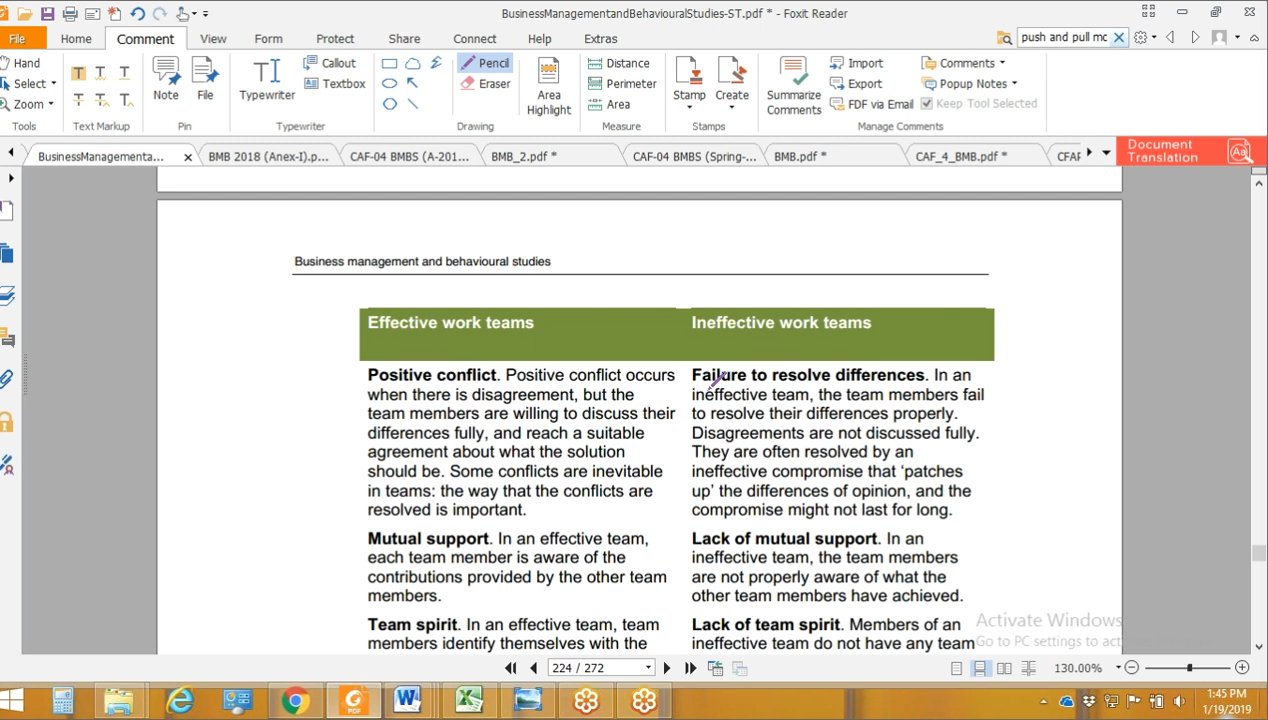 BusinessManagementandBehaviouralStudies-ST.pdf * - Foxit Reader
File Home Comment View Form Protect Share Connect Help Extras
push and pull mc
Hand
Select
Zoom
Tools
Text Markup
Note
File
Pin
Typewriter
Callout
Textbox
Typewriter
Pencil
Eraser
Area
Highlight
Drawing
Distance
Perimeter
Area
Measure
Stamp
Create
Stamps
Summarize
Comments
Import
Export
FDF via Email
Comments
Popup Notes
Keep Tool Selected
Manage Comments
BusinessManagementa... BMB 2018 (Anex-I).p... CAF-04 BMBS (A-201... BMB_2.pdf * CAF-04 BMBS (Spring-... BMB.pdf * CAF_4_BMB.pdf * CFAP
Document
Translation
Business management and behavioural studies
Effective work teams
Ineffective work teams
Positive conflict. Positive conflict occurs
when there is disagreement, but the
team members are willing to discuss their
differences fully, and reach a suitable
agreement about what the solution
should be. Some conflicts are inevitable
in teams: the way that the conflicts are
resolved is important.
Failure to resolve differences. In an
ineffective team, the team members fail
to resolve their differences properly.
Disagreements are not discussed fully.
They are often resolved by an
ineffective compromise that ‘patches
up’ the differences of opinion, and the
compromise might not last for long.
Mutual support. In an effective team,
each team member is aware of the
contributions provided by the other team
members.
Lack of mutual support. In an
ineffective team, the team members
are not properly aware of what the
other team members have achieved.
Team spirit. In an effective team, team
members identify themselves with the
Lack of team spirit. Members of an
ineffective team do not have any team
Activate Windows
Go to PC settings to act
224 / 272
130.00%
1:45 PM
1/19/2019